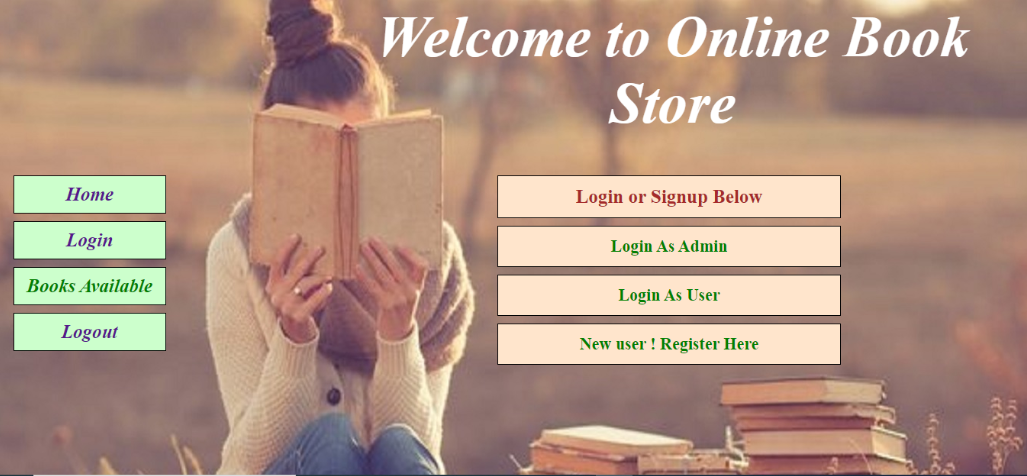 Welcome to Online Book
Store
Home
Login
Books Available
Logout
Login or Signup Below
Login As Admin
Login As User
New user ! Register Here